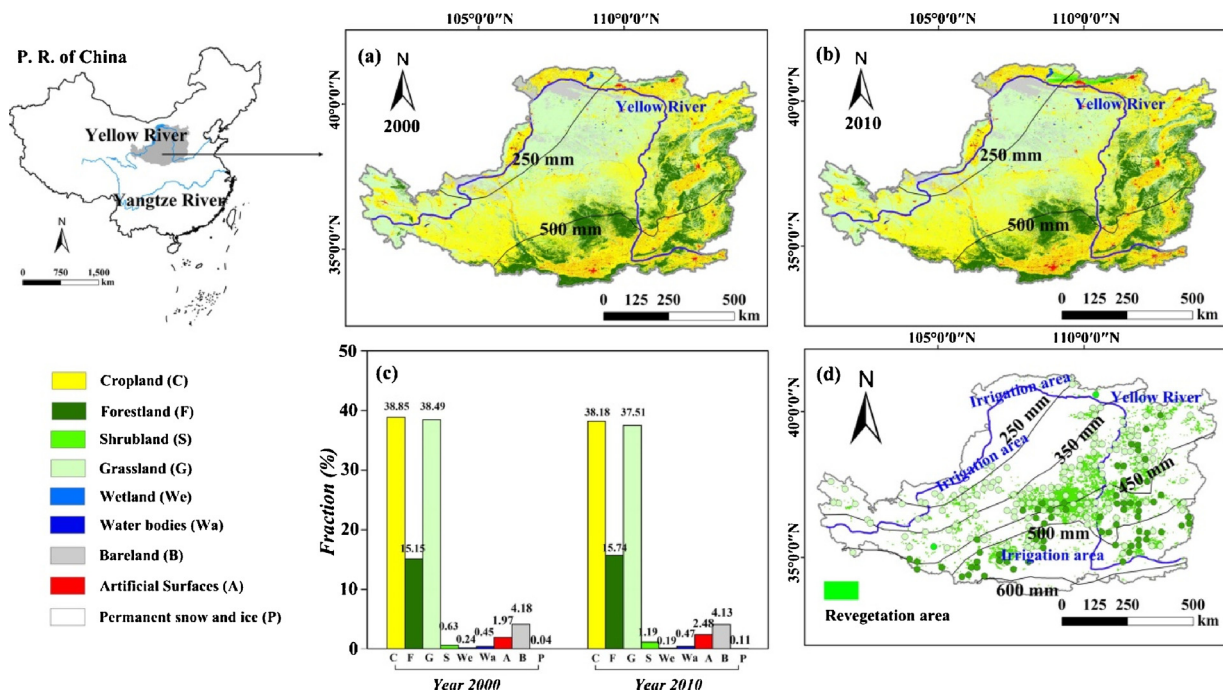 P. R. of China
Yellow River
Yangtze River
N
0 750 1,500
km
105°0'0"N 110°0'0"N
40°0'0"N
35°0'0"N
(a)
N
2000
Yellow River
250 mm
500 mm
0 125 250 500
km
105°0'0"N 110°0'0"N
(b)
N
2010
Yellow River
250 mm
500 mm
0 125 250 500
km
Cropland (C)
Forestland (F)
Shrubland (S)
Grassland (G)
Wetland (We)
Water bodies (Wa)
Bareland (B)
Artificial Surfaces (A)
Permanent snow and ice (P)
(c)
Fraction (%)
50
40
30
20
10
0
38.85
15.15
38.49
0.63
0.24
0.45
1.97
4.18
0.04
38.18
15.74
37.51
1.19
0.19
0.47
2.48
4.13
0.11
C F G S We Wa A B P
C F G S We Wa A B P
Year 2000
Year 2010
105°0'0"N 110°0'0"N
40°0'0"N
35°0'0"N
(d)
N
Irrigation area
Yellow River
250 mm
Irrigation area
350 mm
450 mm
500 mm
Irrigation area
600 mm
Revegetation area
0 125 250 500
km